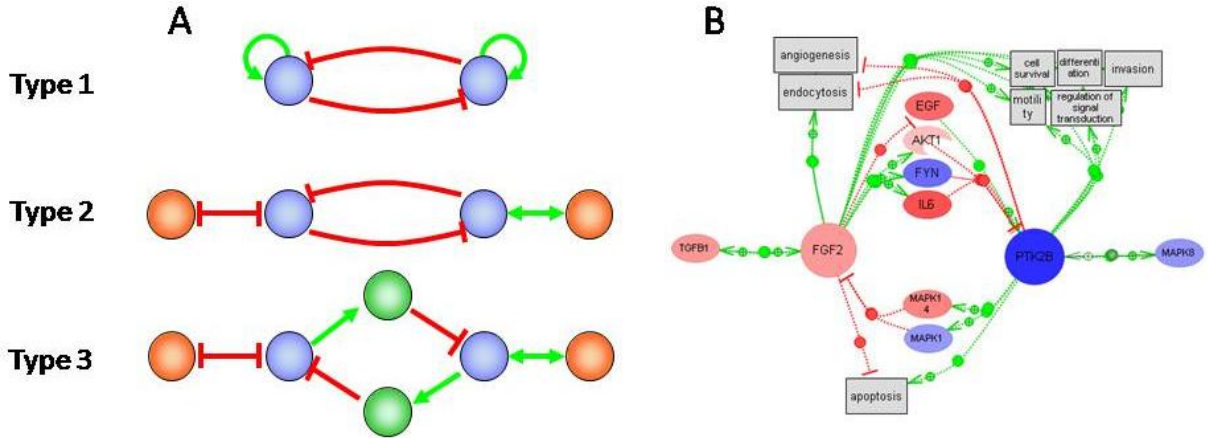 A
B
Type 1
Type 2
Type 3
angiogenesis
endocytosis
cell
survival
differenti
ation
invasion
motili
ty
regulation of
signal
transduction
EGF
AKT1
FYN
IL6
TGFB1
FGF2
PTK2B
MAPK8
MAPK1
4
MAPK1
apoptosis